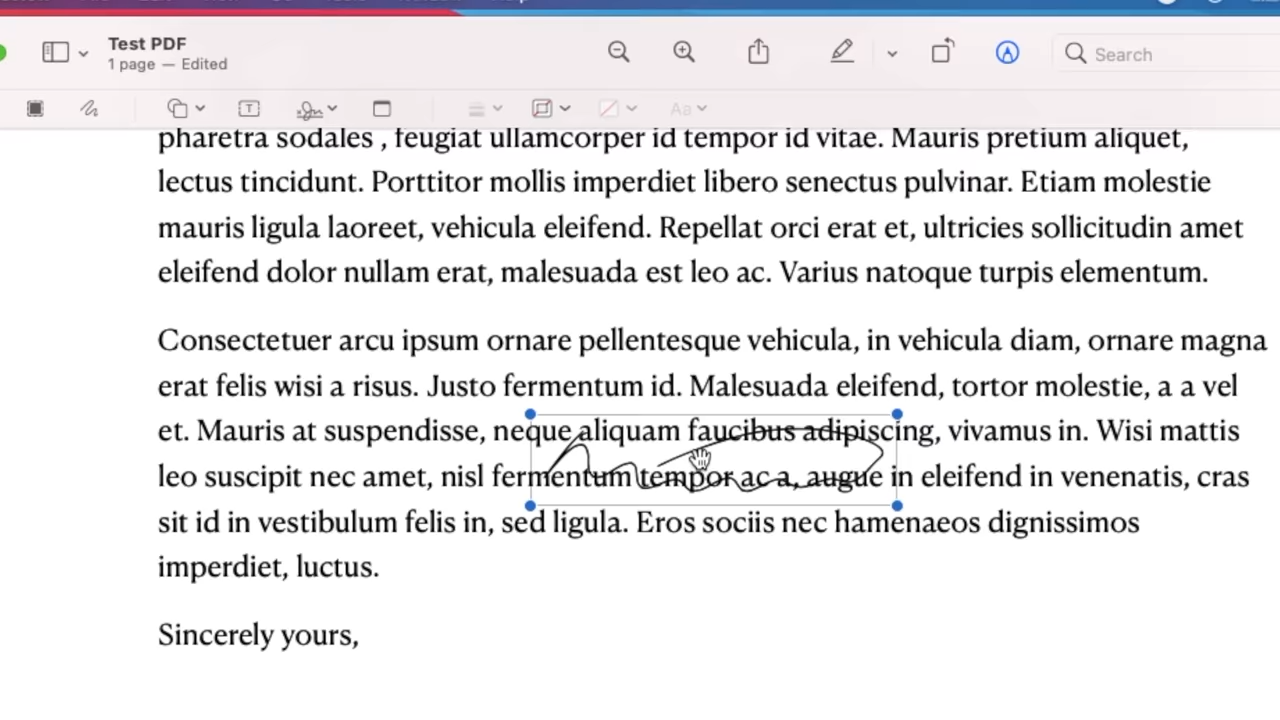 Test PDF
1 page — Edited
Search
Aa
pharetra sodales , feugiat ullamcorper id tempor id vitae. Mauris pretium aliquet,
lectus tincidunt. Porttitor mollis imperdiet libero senectus pulvinar. Etiam molestie
mauris ligula laoreet, vehicula eleifend. Repellat orci erat et, ultricies sollicitudin amet
eleifend dolor nullam erat, malesuada est leo ac. Varius natoque turpis elementum.
Consectetuer arcu ipsum ornare pellentesque vehicula, in vehicula diam, ornare magna
erat felis wisi a risus. Justo fermentum id. Malesuada eleifend, tortor molestie, a a vel
et. Mauris at suspendisse, neque aliquam faucibus adipiscing, vivamus in. Wisi mattis
leo suscipit nec amet, nisl fermentum tempor ac a, augue in eleifend in venenatis, cras
sit id in vestibulum felis in, sed ligula. Eros sociis nec hamenaeos dignissimos
imperdiet, luctus.
Sincerely yours,